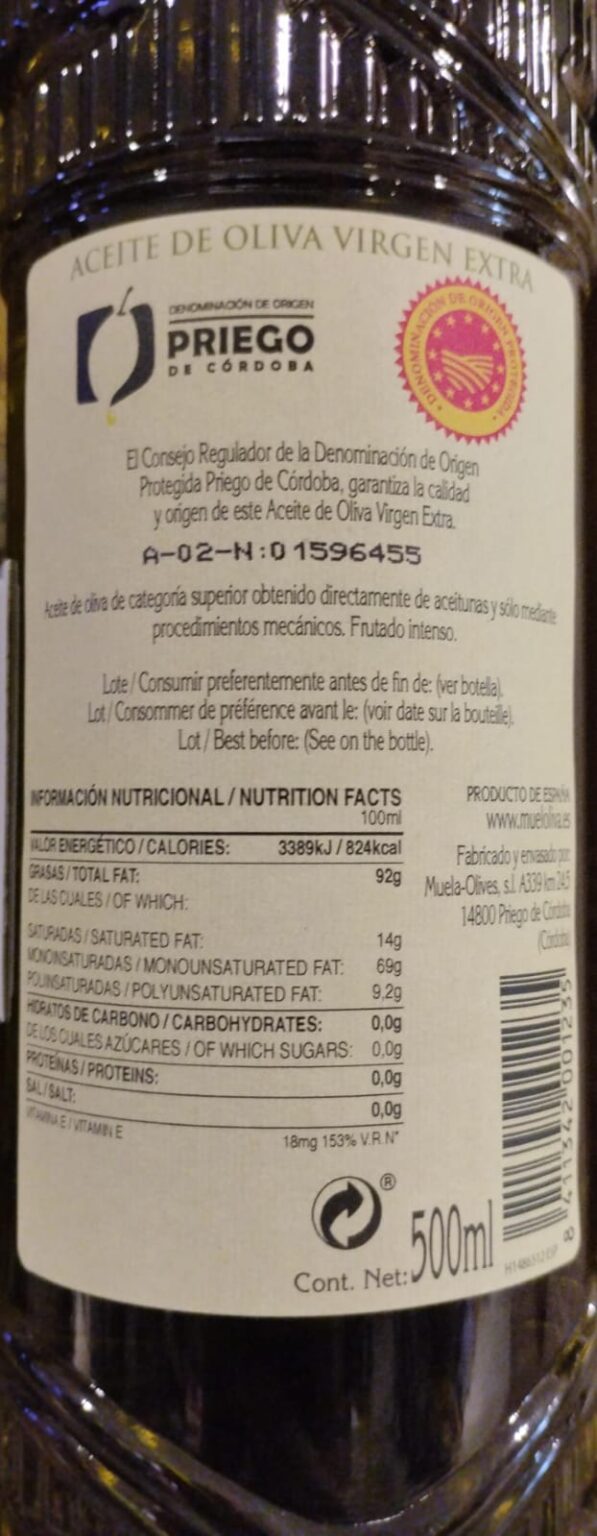 ACEITE DE OLIVA VIRGEN EXTRA
DENOMINACIÓN DE ORIGEN
PRIEGO
DE CÓRDOBA
DENOMINACIÓN DE ORIGEN PROTEGIDA
El Consejo Regulador de la Denominación de Origen
Protegida Priego de Córdoba, garantiza la calidad
y origen de este Aceite de Oliva Virgen Extra.
A-02-N:01596455
Aceite de oliva de categoría superior obtenido directamente de aceitunas y sólo mediante
procedimientos mecánicos. Frutado intenso.
Lote / Consumir preferentemente antes de fin de: (ver botella).
Lot / Consommer de préférence avant le: (voir date sur la bouteille).
Lot / Best before: (See on the bottle).
INFORMACIÓN NUTRICIONAL / NUTRITION FACTS
100ml
VALOR ENERGÉTICO / CALORIES: 3389kJ / 824kcal
GRASAS / TOTAL FAT: 92g
DE LAS CUALES / OF WHICH:
SATURADAS / SATURATED FAT: 14g
MONOINSATURADAS / MONOUNSATURATED FAT: 69g
POLIINSATURADAS / POLYUNSATURATED FAT: 9,2g
HIDRATOS DE CARBONO / CARBOHYDRATES: 0,0g
DE LOS CUALES AZÚCARES / OF WHICH SUGARS: 0,0g
PROTEÍNAS / PROTEINS: 0,0g
SAL / SALT: 0,0g
VITAMINA E / VITAMIN E 18mg 153% V.R.N*
PRODUCTO DE ESPAÑA
www.mueloliva.es
Fabricado y envasado por:
Muela-Olives, s.l. A339 km 24,5
14800 Priego de Córdoba
(Córdoba)
8 411342 001235
®
Cont. Net: 500ml